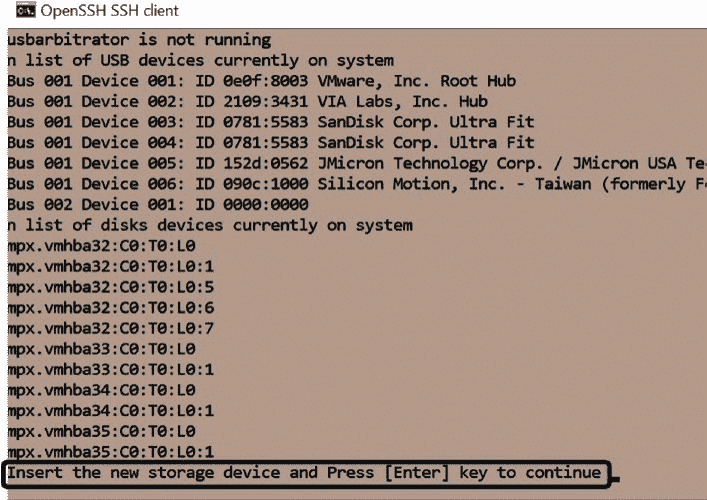 OpenSSH SSH client
usbarbitrator is not running
n list of USB devices currently on system
Bus 001 Device 001: ID 0e0f:8003 VMware, Inc. Root Hub
Bus 001 Device 002: ID 2109:3431 VIA Labs, Inc. Hub
Bus 001 Device 003: ID 0781:5583 SanDisk Corp. Ultra Fit
Bus 001 Device 004: ID 0781:5583 SanDisk Corp. Ultra Fit
Bus 001 Device 005: ID 152d:0562 JMicron Technology Corp. / JMicron USA Te
Bus 001 Device 006: ID 090c:1000 Silicon Motion, Inc. - Taiwan (formerly F
Bus 002 Device 001: ID 0000:0000
n list of disks devices currently on system
mpx.vmhba32:C0:T0:L0
mpx.vmhba32:C0:T0:L0:1
mpx.vmhba32:C0:T0:L0:5
mpx.vmhba32:C0:T0:L0:6
mpx.vmhba32:C0:T0:L0:7
mpx.vmhba33:C0:T0:L0
mpx.vmhba33:C0:T0:L0:1
mpx.vmhba34:C0:T0:L0
mpx.vmhba34:C0:T0:L0:1
mpx.vmhba35:C0:T0:L0
mpx.vmhba35:C0:T0:L0:1
Insert the new storage device and Press [Enter] key to continue